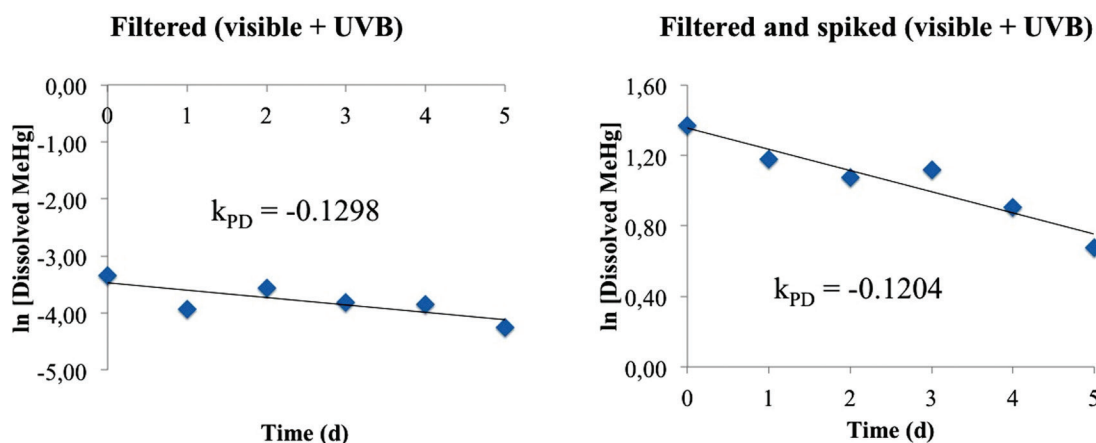 Filtered (visible + UVB)
0,00
0 1 2 3 4 5
-1,00
-2,00
-3,00
-4,00
-5,00
ln [Dissolved MeHg]
kPD = -0.1298
Time (d)
Filtered and spiked (visible + UVB)
1,60
1,20
0,80
0,40
0,00
0 1 2 3 4 5
ln [Dissolved MeHg]
kPD = -0.1204
Time (d)